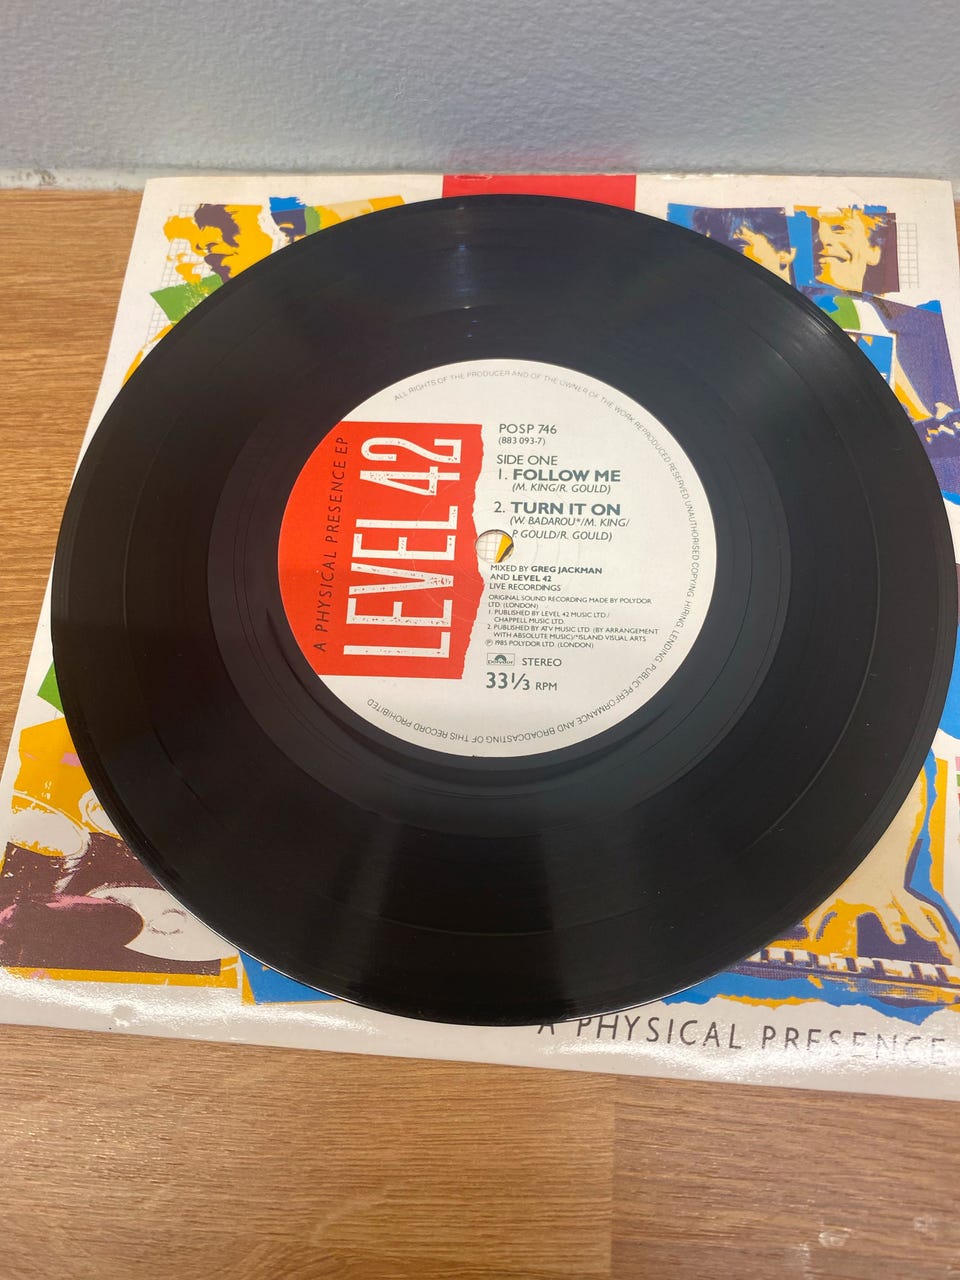 ALL RIGHTS OF THE PRODUCER AND OF THE OWNER OF THE WORK REPRODUCED RESERVED UNAUTHORISED COPYING, HIRING, LENDING, PUBLIC PERFORMANCE AND BROADCASTING OF THIS RECORD PROHIBITED
A PHYSICAL PRESENCE EP
LEVEL 42
POSP 746
(883 093-7)
SIDE ONE
1. FOLLOW ME
(M. KING/R. GOULD)
2. TURN IT ON
(W. BADAROU*/M. KING/
P. GOULD/R. GOULD)
MIXED BY GREG JACKMAN
AND LEVEL 42
LIVE RECORDINGS
ORIGINAL SOUND RECORDING MADE BY POLYDOR
LTD. (LONDON)
1. PUBLISHED BY LEVEL 42 MUSIC LTD./
CHAPPELL MUSIC LTD.
2. PUBLISHED BY ATV MUSIC LTD. (BY ARRANGEMENT
WITH ABSOLUTE MUSIC)/*ISLAND VISUAL ARTS
℗ 1985 POLYDOR LTD. (LONDON)
polydor STEREO
33⅓ RPM
A PHYSICAL PRESENCE